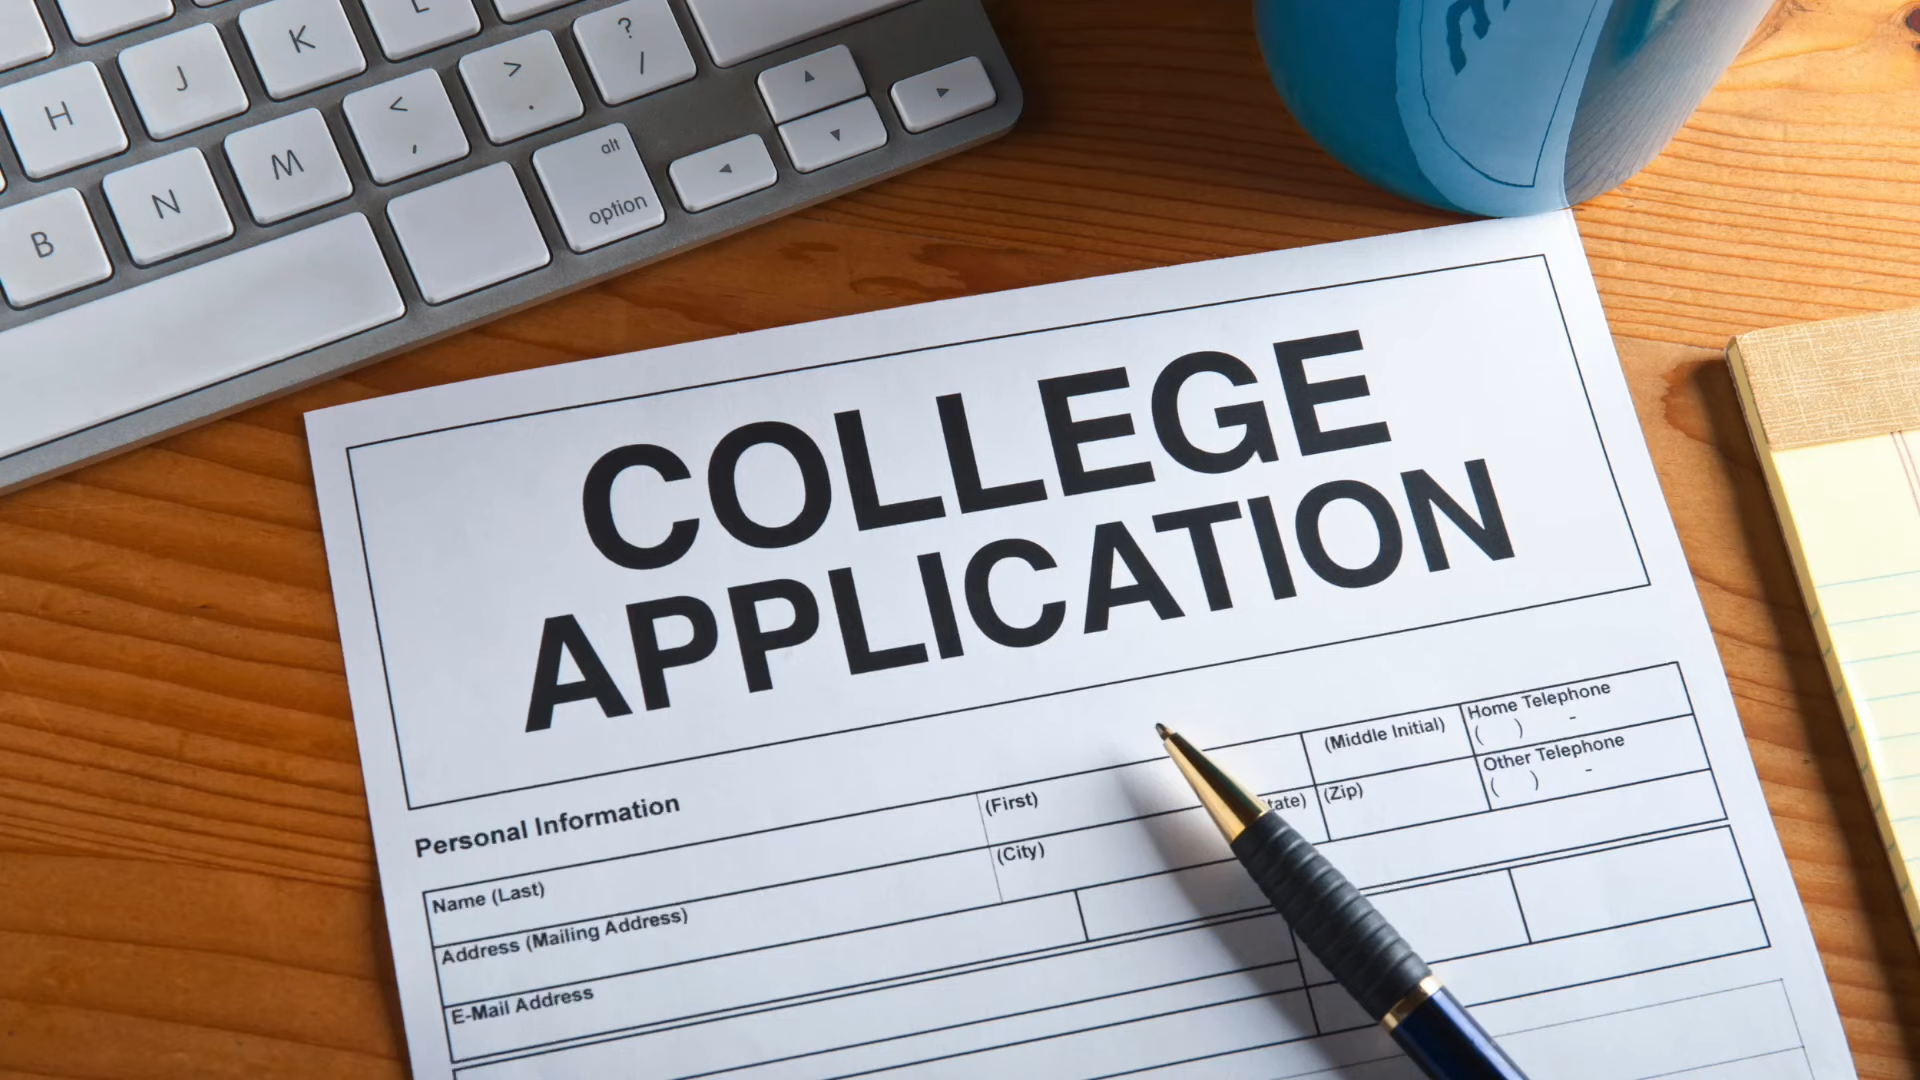 L
K
?
/
J
>
.
H
<
,
M
alt
option
N
B
COLLEGE
APPLICATION
Personal Information
Name (Last)
(First)
(Middle Initial)
Home Telephone
( ) -
Address (Mailing Address)
(City)
(Zip)
Other Telephone
( ) -
E-Mail Address